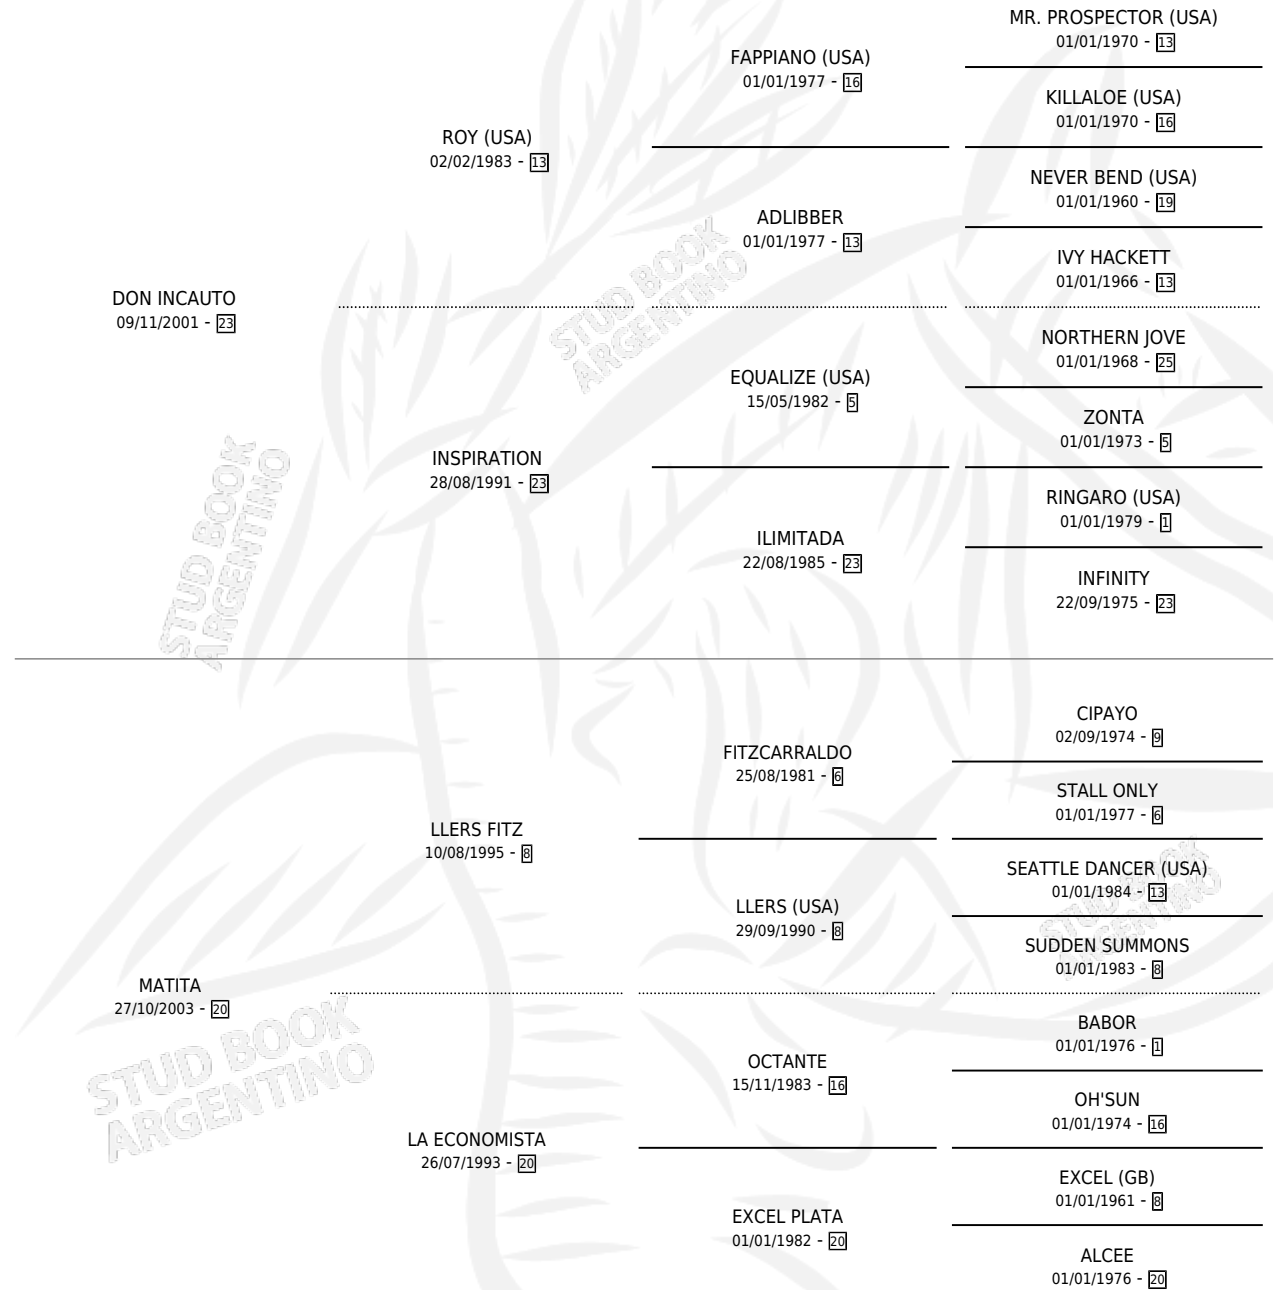 MR. PROSPECTOR (USA)
01/01/1970 - 13
FAPPIANO (USA)
01/01/1977 - 16
KILLALOE (USA)
01/01/1970 - 16
ROY (USA)
02/02/1983 - 13
NEVER BEND (USA)
01/01/1960 - 19
ADLIBBER
01/01/1977 - 13
IVY HACKETT
01/01/1966 - 13
DON INCAUTO
09/11/2001 - 23
NORTHERN JOVE
01/01/1968 - 25
EQUALIZE (USA)
15/05/1982 - 5
ZONTA
01/01/1973 - 5
INSPIRATION
28/08/1991 - 23
RINGARO (USA)
01/01/1979 - 1
ILIMITADA
22/08/1985 - 23
INFINITY
22/09/1975 - 23
STUD BOOK
ARGENTINO
STUD BOOK
ARGENTINO
CIPAYO
02/09/1974 - 9
FITZCARRALDO
25/08/1981 - 6
STALL ONLY
01/01/1977 - 6
LLERS FITZ
10/08/1995 - 8
SEATTLE DANCER (USA)
01/01/1984 - 13
LLERS (USA)
29/09/1990 - 8
SUDDEN SUMMONS
01/01/1983 - 8
MATITA
27/10/2003 - 20
BABOR
01/01/1976 - 1
OCTANTE
15/11/1983 - 16
OH'SUN
01/01/1974 - 16
LA ECONOMISTA
26/07/1993 - 20
EXCEL (GB)
01/01/1961 - 8
EXCEL PLATA
01/01/1982 - 20
ALCEE
01/01/1976 - 20
STUD BOOK
ARGENTINO
STUD BOOK
ARGENTINO